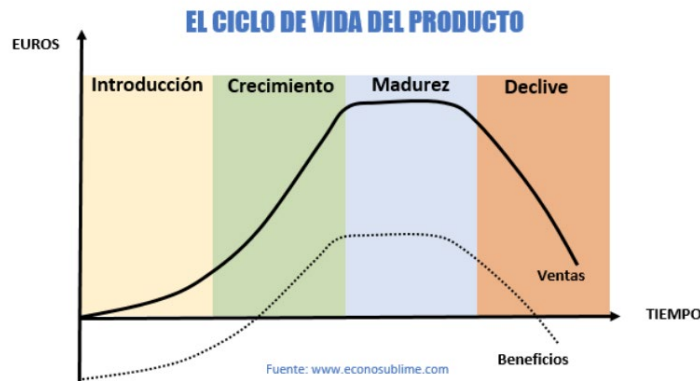 EL CICLO DE VIDA DEL PRODUCTO
EUROS
Introducción
Crecimiento
Madurez
Declive
Ventas
TIEMPO
Beneficios
Fuente: www.econosublime.com